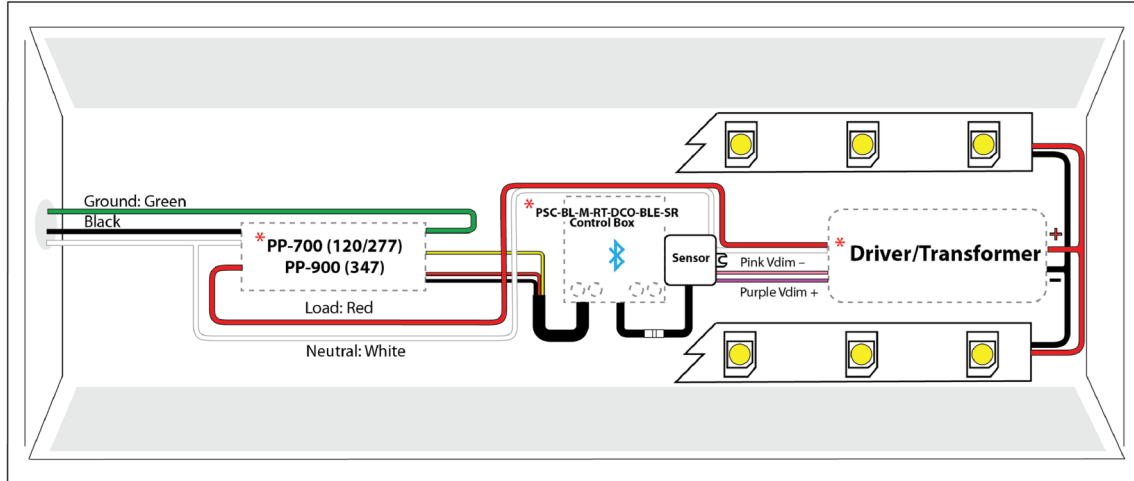 Ground: Green
Black
* PP-700 (120/277)
PP-900 (347)
Load: Red
Neutral: White
* PSC-BL-M-RT-DCO-BLE-SR
Control Box
Sensor
Pink Vdim –
Purple Vdim +
* Driver/Transformer
+
–